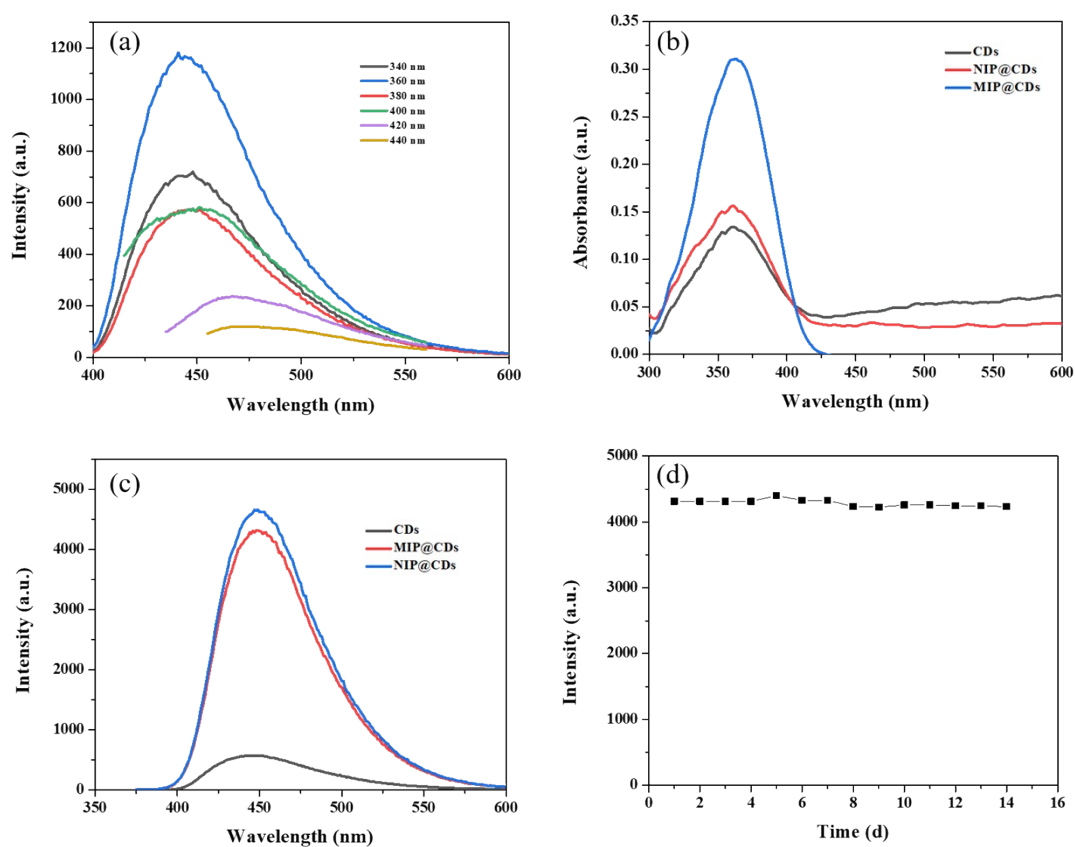 (a)
1200
1000
800
600
400
200
0
340 nm
360 nm
380 nm
400 nm
420 nm
440 nm
Intensity (a.u.)
400
450
500
550
600
Wavelength (nm)
(b)
0.35
0.30
0.25
0.20
0.15
0.10
0.05
0.00
CDs
NIP@CDs
MIP@CDs
Absorbance (a.u.)
300
350
400
450
500
550
600
Wavelength (nm)
(c)
5000
4000
3000
2000
1000
0
CDs
MIP@CDs
NIP@CDs
Intensity (a.u.)
350
400
450
500
550
600
Wavelength (nm)
(d)
5000
4000
3000
2000
1000
0
Intensity (a.u.)
0
2
4
6
8
10
12
14
16
Time (d)